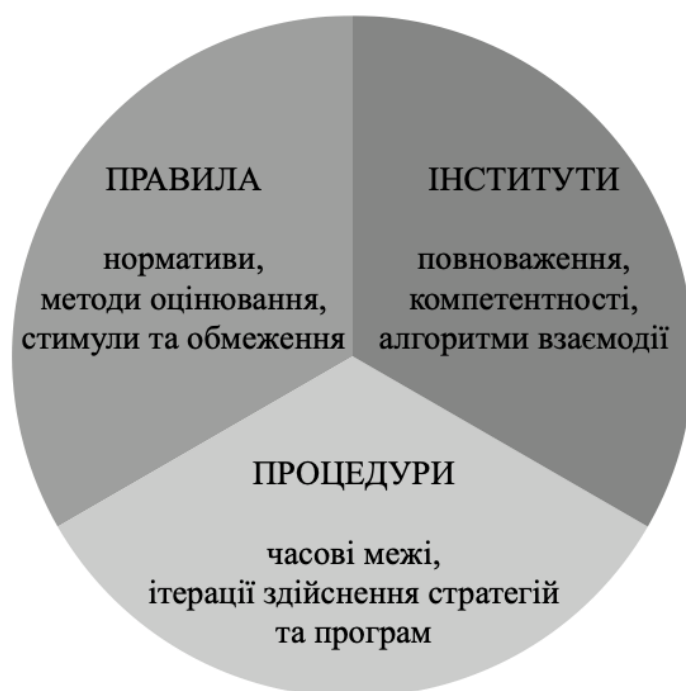 ПРАВИЛА
нормативи,
методи оцінювання,
стимули та обмеження
ІНСТИТУТИ
повноваження,
компетентності,
алгоритми взаємодії
ПРОЦЕДУРИ
часові межі,
ітерації здійснення стратегій
та програм